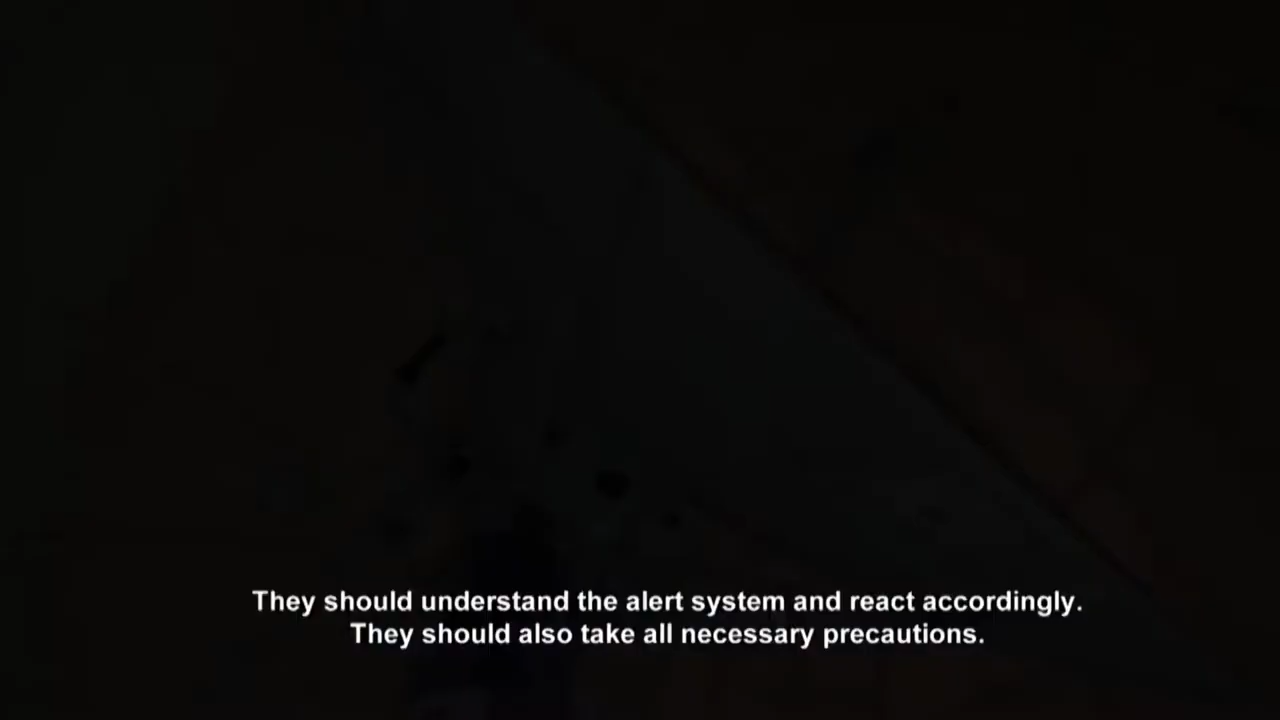 They should understand the alert system and react accordingly.
They should also take all necessary precautions.